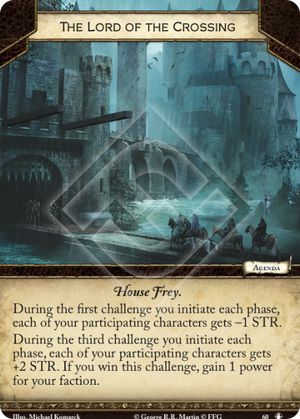 The Lord of the Crossing
Agenda
House Frey.
During the first challenge you initiate each phase,
each of your participating characters gets –1 STR.
During the third challenge you initiate each
phase, each of your participating characters gets
+2 STR. If you win this challenge, gain 1 power
for your faction.
Illus. Michael Komarck © George R.R. Martin © FFG 60